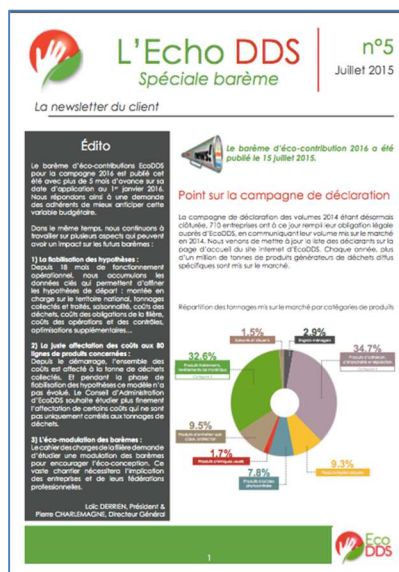 L'Echo DDS
Spéciale barème
n°5
Juillet 2015
La newsletter du client
Édito
Le barème d'éco-contributions EcoDDS
pour la campagne 2016 est publié cet
été avec plus de 5 mois d'avance sur sa
date d'application au 1er janvier 2016.
Nous répondons ainsi à une demande
des adhérents de mieux anticiper cette
variable budgétaire.
Dans le même temps, nous continuons à
travailler sur plusieurs aspects qui peuvent
avoir un impact sur les futurs barèmes :
1) La fiabilisation des hypothèses :
Depuis 18 mois de fonctionnement
opérationnel, nous accumulons les
données clés qui permettent d'affiner
les hypothèses de départ : montée en
charge sur le territoire national, tonnages
collectés et traités, saisonnalité, coûts des
déchets, coûts des obligations de la filière,
coûts des opérations et des contrôles,
optimisations supplémentaires...
2) La juste affectation des coûts aux 80
lignes de produits concernées :
Depuis le démarrage, l'ensemble des
coûts est affecté à la tonne de déchets
collectés. Et pendant la phase de
fiabilisation des hypothèses ce modèle n'a
pas évolué. Le Conseil d'Administration
d'EcoDDS souhaite étudier plus finement
l'affectation de certains coûts qui ne sont
pas uniquement corrélés aux tonnages de
déchets.
3) L'éco-modulation des barèmes :
Le cahier des charges de la filière demande
d'étudier une modulation des barèmes
pour encourager l'éco-conception. Ce
vaste chantier nécessitera l'implication
des entreprises et de leurs fédérations
professionnelles.
Loïc DERRIEN, Président &
Pierre CHARLEMAGNE, Directeur Général
Le barème d'éco-contribution 2016 a été
publié le 15 juillet 2015.
Point sur la campagne de déclaration
La campagne de déclaration des volumes 2014 étant désormais
clôturée, 710 entreprises ont à ce jour rempli leur obligation légale
auprès d'EcoDDS, en communiquant leur volume mis sur le marché
en 2014. Nous venons de mettre à jour la liste des déclarants sur la
page d'accueil du site internet d'EcoDDS. Chaque année, plus
d'un million de tonnes de produits générateurs de déchets diffus
spécifiques sont mis sur le marché.
Répartition des tonnages mis sur le marché par catégories de produits
1.5%
2.9%
32.6%
34.7%
9.5%
1.7%
7.8%
9.3%
1
Eco
DDS